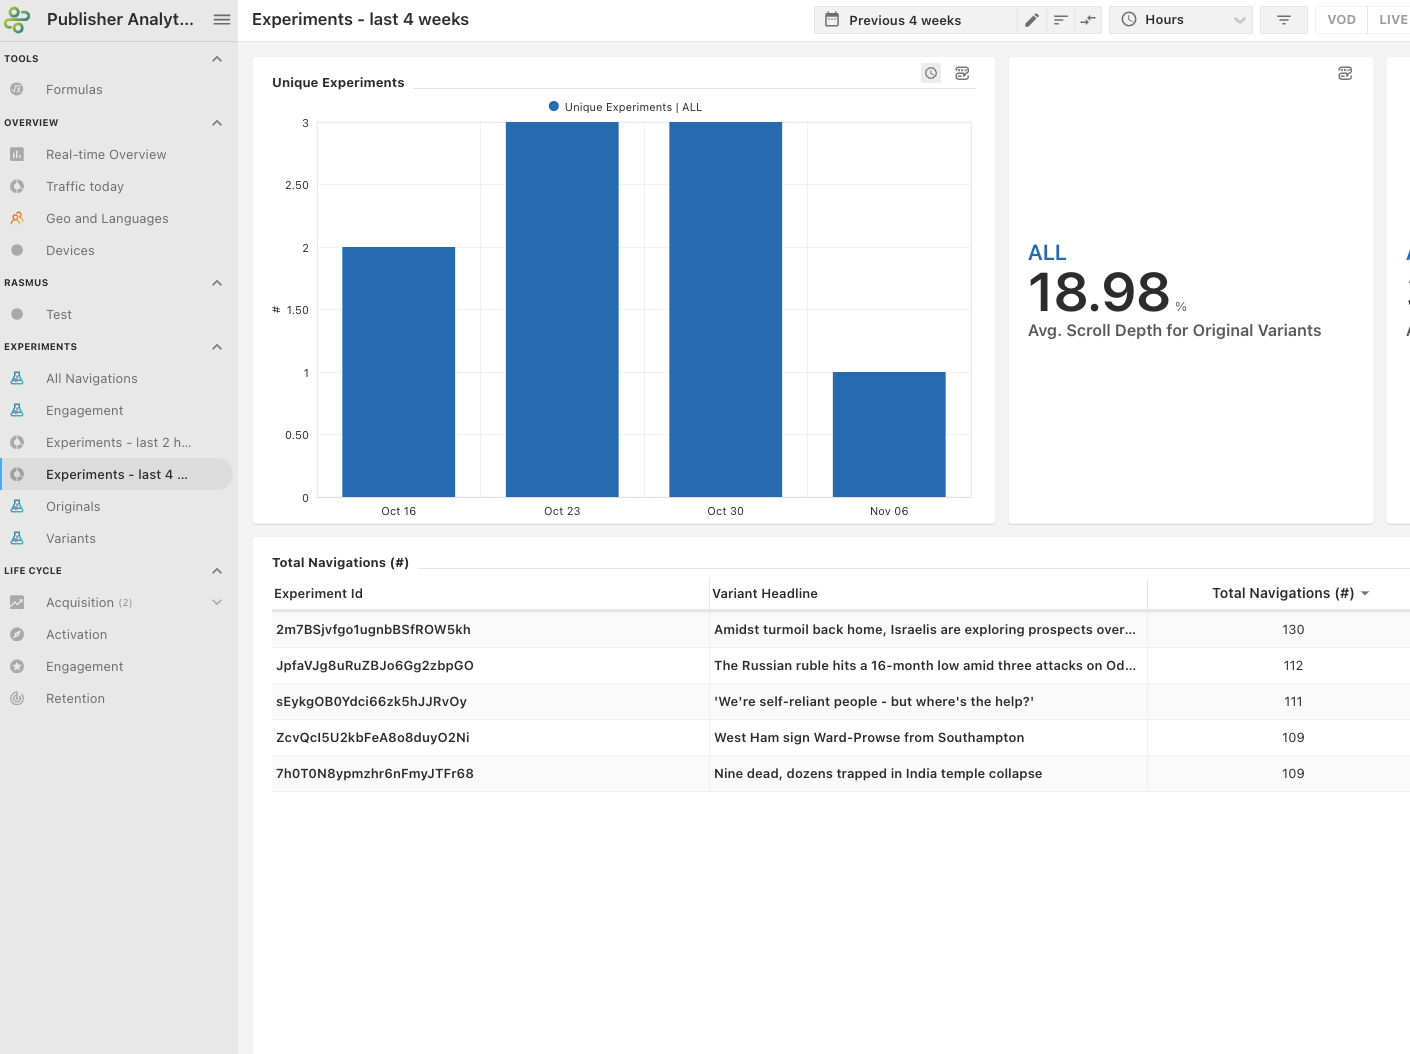 Publisher Analyt...
Experiments - last 4 weeks
Previous 4 weeks
Hours
VOD
LIVE
TOOLS
Formulas
OVERVIEW
Real-time Overview
Traffic today
Geo and Languages
Devices
RASMUS
Test
EXPERIMENTS
All Navigations
Engagement
Experiments - last 2 h...
Experiments - last 4 ...
Originals
Variants
LIFE CYCLE
Acquisition (2)
Activation
Engagement
Retention
Unique Experiments
Unique Experiments | ALL
3
2.50
2
1.50
1
0.50
0
#
Oct 16
Oct 23
Oct 30
Nov 06
ALL
18.98 %
Avg. Scroll Depth for Original Variants
Total Navigations (#)
Experiment Id Variant Headline Total Navigations (#)
2m7BSjvfgo1ugnbBSfROW5kh Amidst turmoil back home, Israelis are exploring prospects over... 130
JpfaVJg8uRuZBJo6Gg2zbpGO The Russian ruble hits a 16-month low amid three attacks on Od... 112
sEykgOB0Ydci66zk5hJJRvOy 'We're self-reliant people - but where's the help?' 111
ZcvQcI5U2kbFeA8o8duyO2Ni West Ham sign Ward-Prowse from Southampton 109
7h0T0N8ypmzhr6nFmyJTFr68 Nine dead, dozens trapped in India temple collapse 109